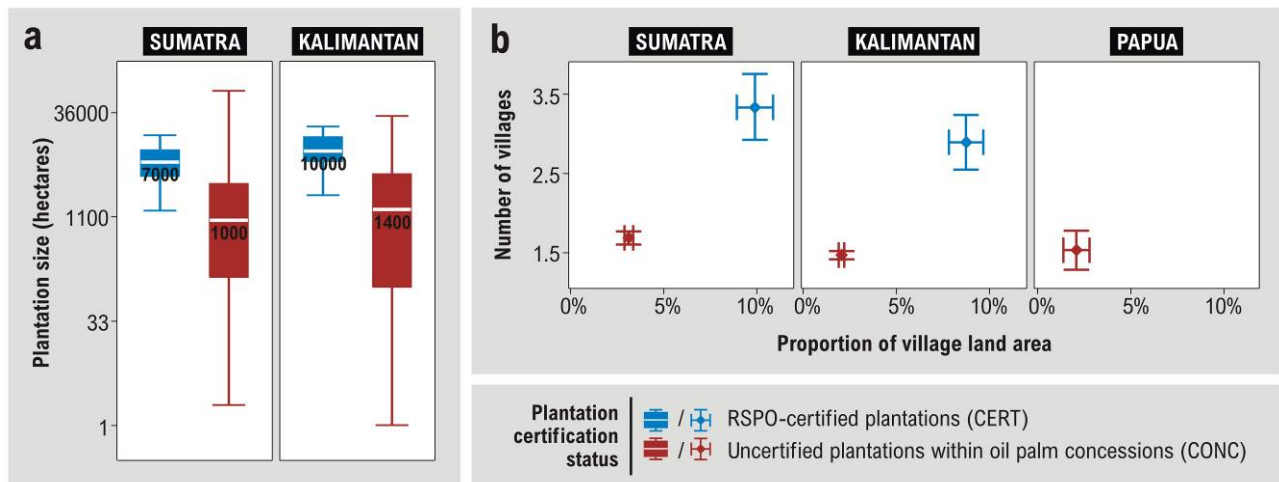 a
SUMATRA
KALIMANTAN
Plantation size (hectares)
36000
1100
33
1
7000
1000
10000
1400
b
SUMATRA
KALIMANTAN
PAPUA
Number of villages
3.5
2.5
1.5
0%
5%
10%
0%
5%
10%
0%
5%
10%
Proportion of village land area
Plantation
certification
status
/ RSPO-certified plantations (CERT)
/ Uncertified plantations within oil palm concessions (CONC)